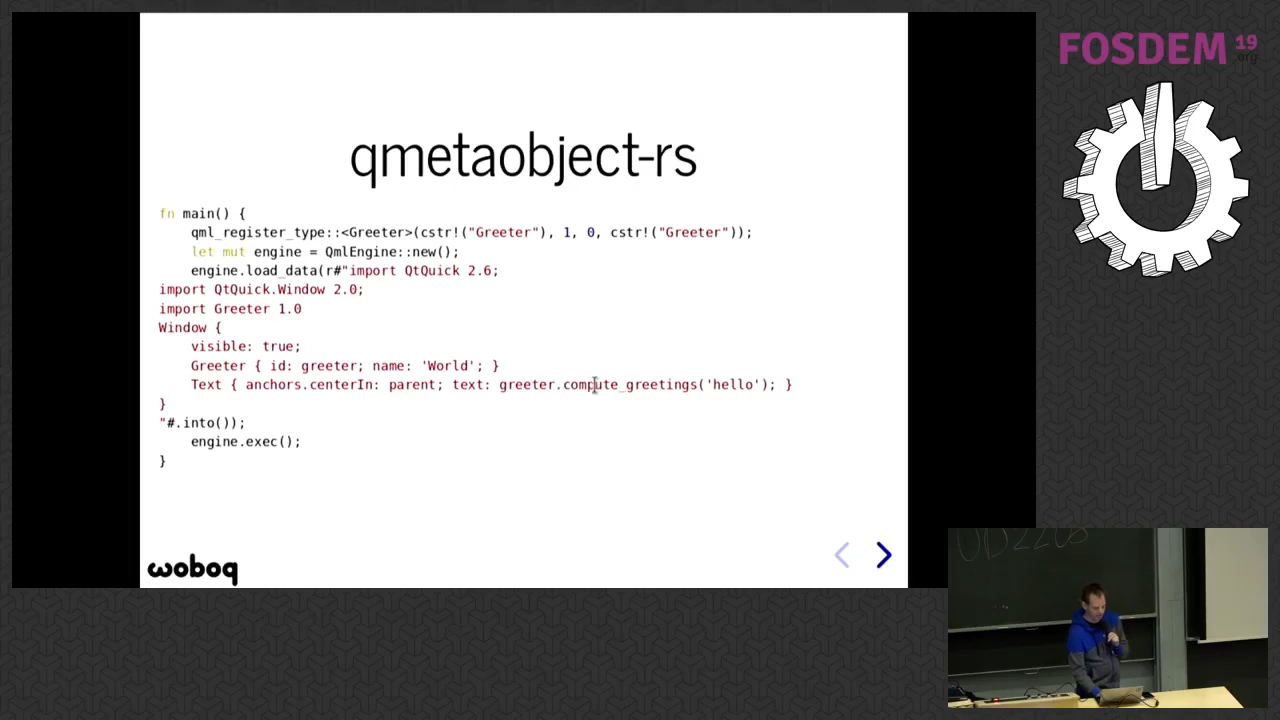 FOSDEM 19
.org
qmetaobject-rs
fn main() {
    qml_register_type::<Greeter>(cstr!("Greeter"), 1, 0, cstr!("Greeter"));
    let mut engine = QmlEngine::new();
    engine.load_data(r#"import QtQuick 2.6;
import QtQuick.Window 2.0;
import Greeter 1.0
Window {
    visible: true;
    Greeter { id: greeter; name: 'World'; }
    Text { anchors.centerIn: parent; text: greeter.compute_greetings('hello'); }
}
"#.into());
    engine.exec();
}
woboq